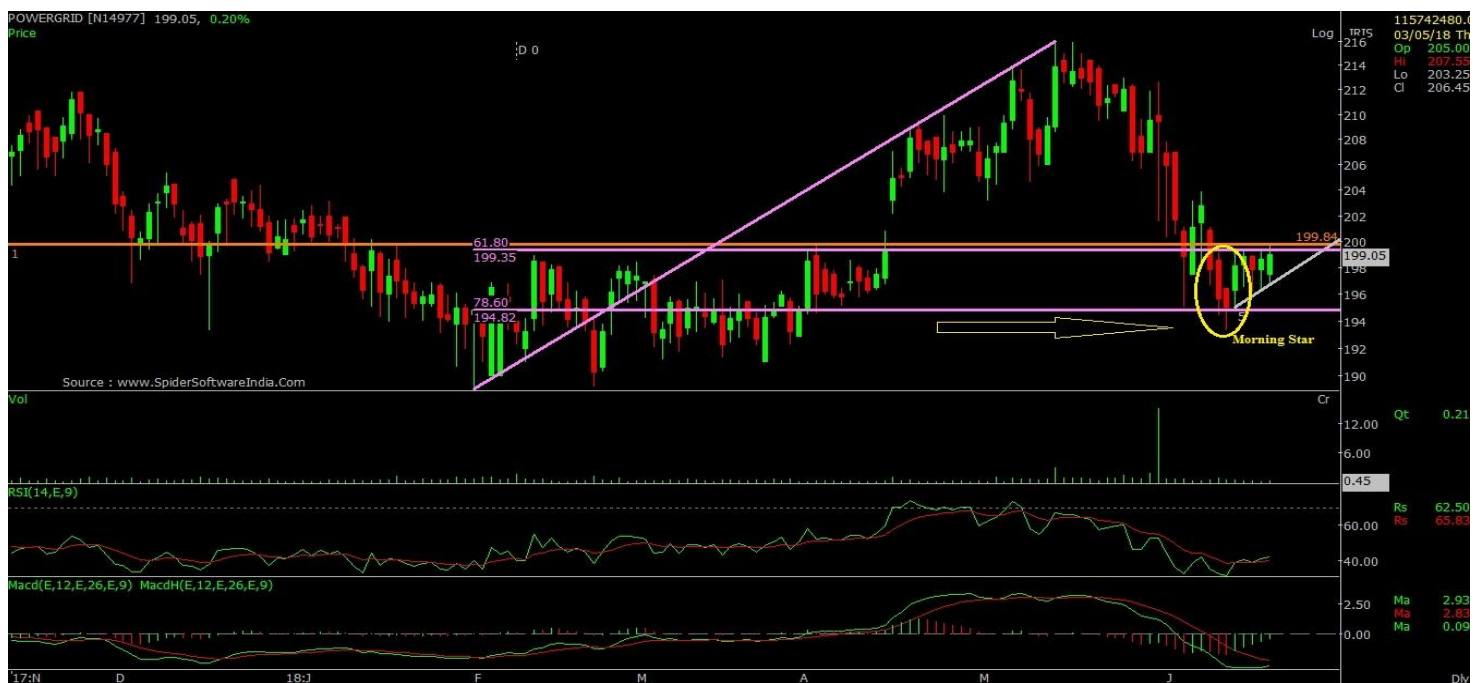 POWERGRID [N14977] 199.05, 0.20%
Price
D 0
Log
TRTS
03/05/18 Th
Op 205.00
Hi 207.55
Lo 203.25
Cl 206.45
216
214
212
210
208
206
204
202
200
199.05
198
196
194
192
190
1
61.80
199.35
78.60
194.82
199.84
Morning Star
Source : www.SpiderSoftwareIndia.Com
Vol
Cr
12.00
6.00
0.45
Qt 0.21
RSI(14,E,9)
60.00
40.00
Rs 62.50
Rs 65.83
Macd(E,12,E,26,E,9) MacdH(E,12,E,26,E,9)
2.50
0.00
Ma 2.93
Ma 2.83
Ma 0.09
'17:N D 18:J F M A M J Dly